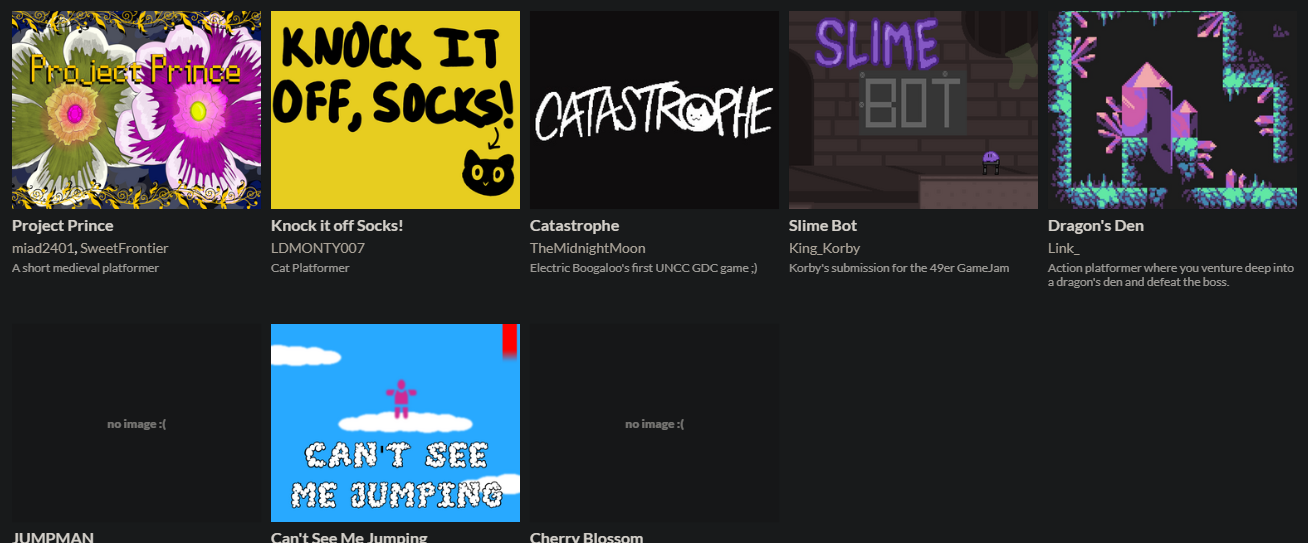 Project Prince
KNOCK IT
OFF, SOCKS!
CATASTROPHE
SLIME
BOT
Project Prince
miad2401, SweetFrontier
A short medieval platformer
Knock it off Socks!
LDMONTY007
Cat Platformer
Catastrophe
TheMidnightMoon
Electric Boogaloo's first UNCC GDC game ;)
Slime Bot
King_Korby
Korby's submission for the 49er GameJam
Dragon's Den
Link_
Action platformer where you venture deep into
a dragon's den and defeat the boss.
no image :(
CAN'T SEE
ME JUMPING
no image :(
JUMPMAN
Can't See Me Jumping
Cherry Blossom